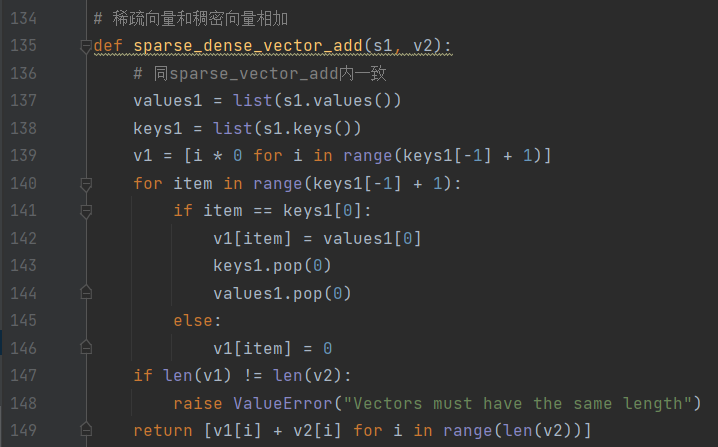 134 # 稀疏向量和稠密向量相加
135 def sparse_dense_vector_add(s1, v2):
136     # 同sparse_vector_add内一致
137     values1 = list(s1.values())
138     keys1 = list(s1.keys())
139     v1 = [i * 0 for i in range(keys1[-1] + 1)]
140     for item in range(keys1[-1] + 1):
141         if item == keys1[0]:
142             v1[item] = values1[0]
143             keys1.pop(0)
144             values1.pop(0)
145         else:
146             v1[item] = 0
147     if len(v1) != len(v2):
148         raise ValueError("Vectors must have the same length")
149     return [v1[i] + v2[i] for i in range(len(v2))]